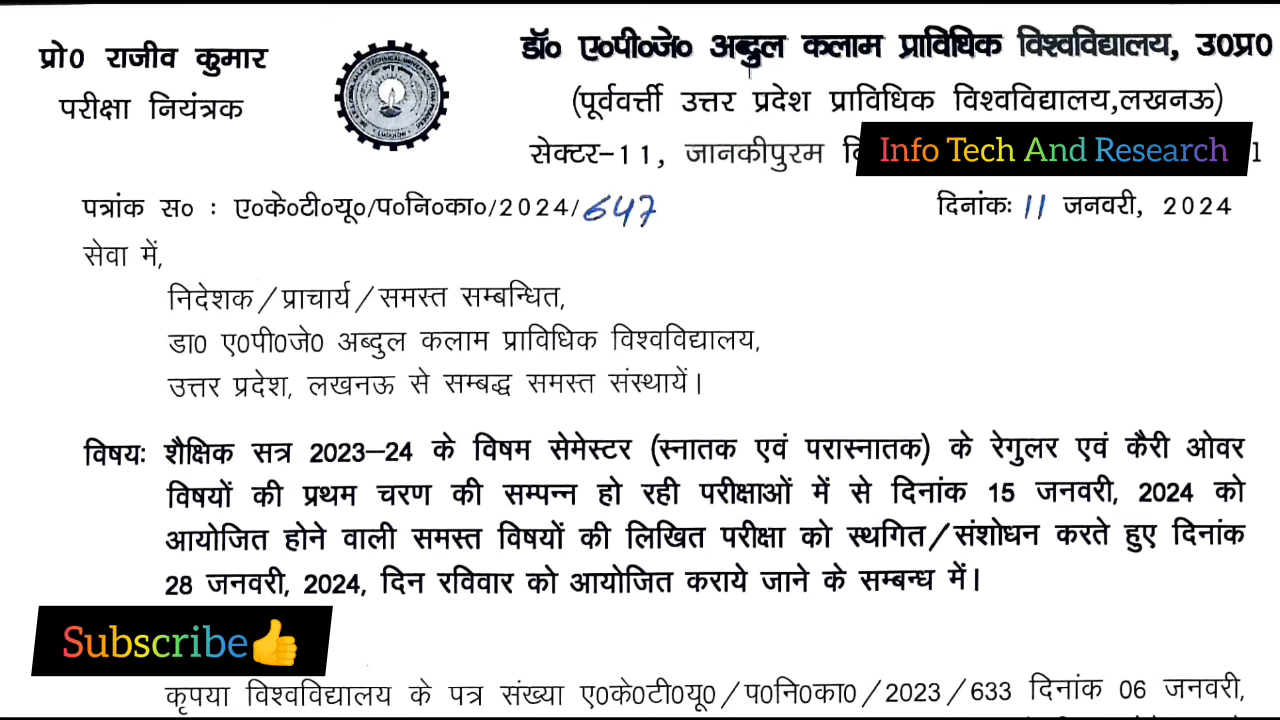 प्रो0 राजीव कुमार
परीक्षा नियंत्रक
डॉ० ए०पी०जे० अब्दुल कलाम प्राविधिक विश्वविद्यालय, उ0प्र0
(पूर्ववर्त्ती उत्तर प्रदेश प्राविधिक विश्वविद्यालय,लखनऊ)
सेक्टर-11, जानकीपुरम
Info Tech And Research
पत्रांक स० : ए०के०टी०यू०/प०नि०का०/2024/647
दिनांकः 11 जनवरी, 2024
सेवा में,
निदेशक/प्राचार्य/समस्त सम्बन्धित,
डा0 ए0पी0जे0 अब्दुल कलाम प्राविधिक विश्वविद्यालय,
उत्तर प्रदेश, लखनऊ से सम्बद्ध समस्त संस्थायें।
विषयः शैक्षिक सत्र 2023–24 के विषम सेमेस्टर (स्नातक एवं परास्नातक) के रेगुलर एवं कैरी ओवर
विषयों की प्रथम चरण की सम्पन्न हो रही परीक्षाओं में से दिनांक 15 जनवरी, 2024 को
आयोजित होने वाली समस्त विषयों की लिखित परीक्षा को स्थगित/संशोधन करते हुए दिनांक
28 जनवरी, 2024, दिन रविवार को आयोजित कराये जाने के सम्बन्ध में।
Subscribe
कृपया विश्वविद्यालय के पत्र संख्या ए0के0टी0यू0/प0नि0का0/2023/633 दिनांक 06 जनवरी,